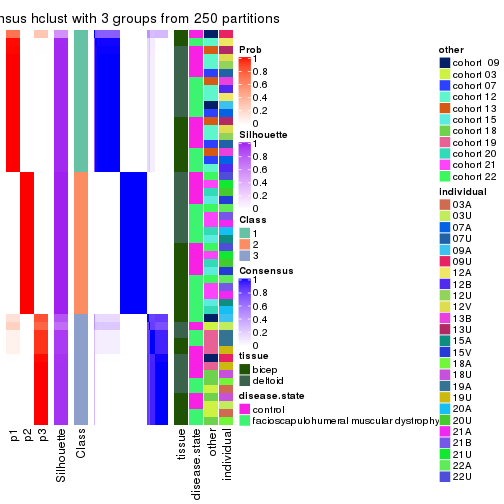 nsus hclust with 3 groups from 250 partitions
Prob
1
0.8
0.6
0.4
0.2
0
Silhouette
1
0.8
0.6
0.4
0.2
0
Class
1
2
3
Consensus
1
0.8
0.6
0.4
0.2
0
tissue
bicep
deltoid
disease.state
control
facioscapulohumeral muscular dystrophy
other
cohort 09
cohort 03
cohort 07
cohort 12
cohort 13
cohort 15
cohort 18
cohort 19
cohort 20
cohort 21
cohort 22
individual
03A
03U
07A
07U
09A
09U
12A
12B
12U
12V
13B
13U
15A
15V
18A
18U
19A
19U
20A
20U
21A
21B
21U
22A
22U
p1
p2
p3
Silhouette
Class
tissue
disease.state
other
individual